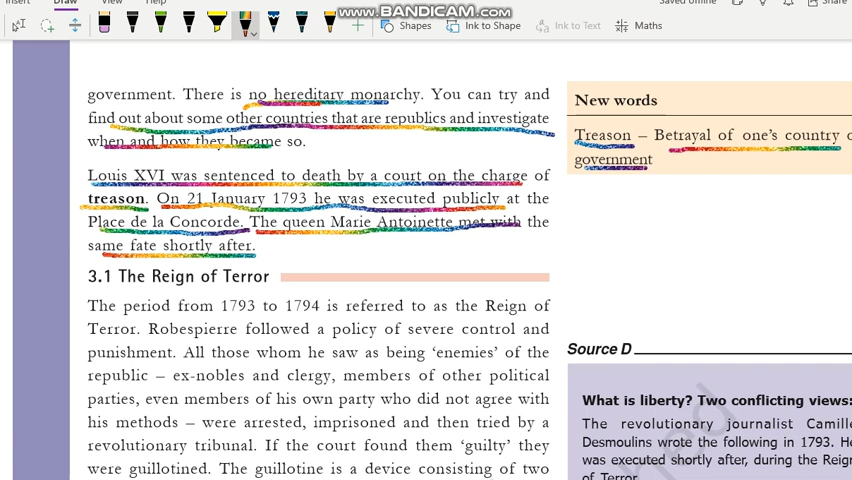 Insert Draw View Help
www.BANDICAM.com
Saved offline
Share
Shapes
Ink to Shape
Ink to Text
Maths
government. There is no hereditary monarchy. You can try and
find out about some other countries that are republics and investigate
when and how they became so.
Louis XVI was sentenced to death by a court on the charge of
treason. On 21 January 1793 he was executed publicly at the
Place de la Concorde. The queen Marie Antoinette met with the
same fate shortly after.
3.1 The Reign of Terror
The period from 1793 to 1794 is referred to as the Reign of
Terror. Robespierre followed a policy of severe control and
punishment. All those whom he saw as being ‘enemies’ of the
republic – ex-nobles and clergy, members of other political
parties, even members of his own party who did not agree with
his methods – were arrested, imprisoned and then tried by a
revolutionary tribunal. If the court found them ‘guilty’ they
were guillotined. The guillotine is a device consisting of two
New words
Treason – Betrayal of one’s country o
government
Source D
What is liberty? Two conflicting views:
The revolutionary journalist Camille
Desmoulins wrote the following in 1793. He
was executed shortly after, during the Reign
of Terror.